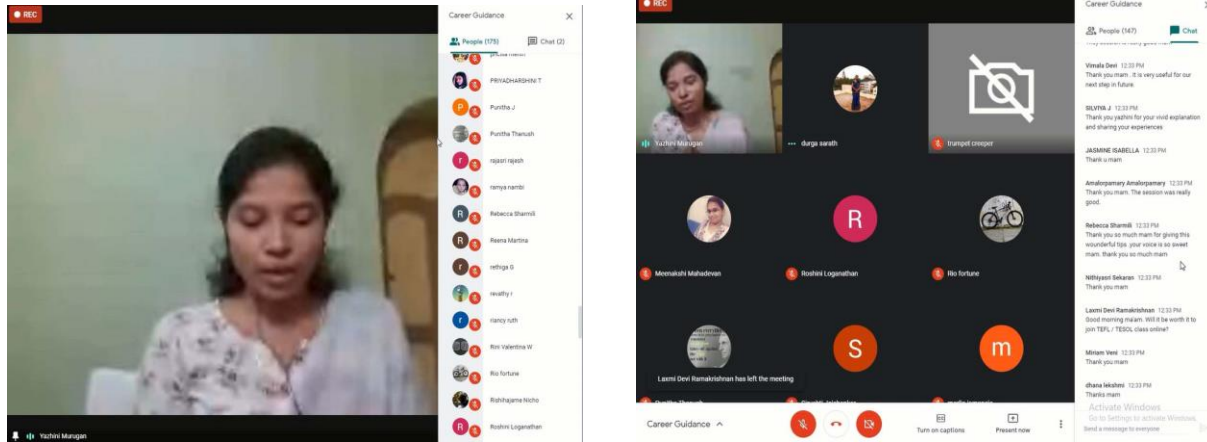 REC
Career Guidance
People (175)
Chat (2)
PRIYADHARSHINI T
P
Punitha J
Punitha Thanush
r
rajasri rajesh
ramya nambi
R
Rebecca Sharmili
R
Reena Martina
r
rethiga G
revathy r
r
riancy ruth
Rini Valentina W
Rio fortune
Rishihajame Nicho
R
Roshini Loganathan
Yazhini Murugan
REC
Yazhini Murugan
durga sarath
trumpet creeper
Meenakshi Mahadevan
R
Roshini Loganathan
Rio fortune
S
m
Laxmi Devi Ramakrishnan has left the meeting
Career Guidance
Turn on captions
Present now
Career Guidance
People (147)
Chat
Vimala Devi 12:33 PM
Thank you mam . It is very useful for our
next step in future
SILVIYA J 12:33 PM
Thank you yazhini for your vivid explanation
and sharing your experiences
JASMINE ISABELLA 12:33 PM
Thank u mam
Amalorpamary Amalorpamary 12:33 PM
Thank you mam. The session was really
good.
Rebecca Sharmili 12:33 PM
Thank you so much mam for giving this
wounderful tips your voice is so sweet
mam. thank you so much mam
Nithiyasri Sekaran 12:33 PM
Thank you mam
Laxmi Devi Ramakrishnan 12:33 PM
Good morning malam. Will it be worth it to
join TEFL / TESOL class online?
Miriam Veni 12:33 PM
Thank you mam
dhana lekshmi 12:33 PM
Thanks mam
Activate Windows
Go to Settings to activate Windows.
Send a message to everyone